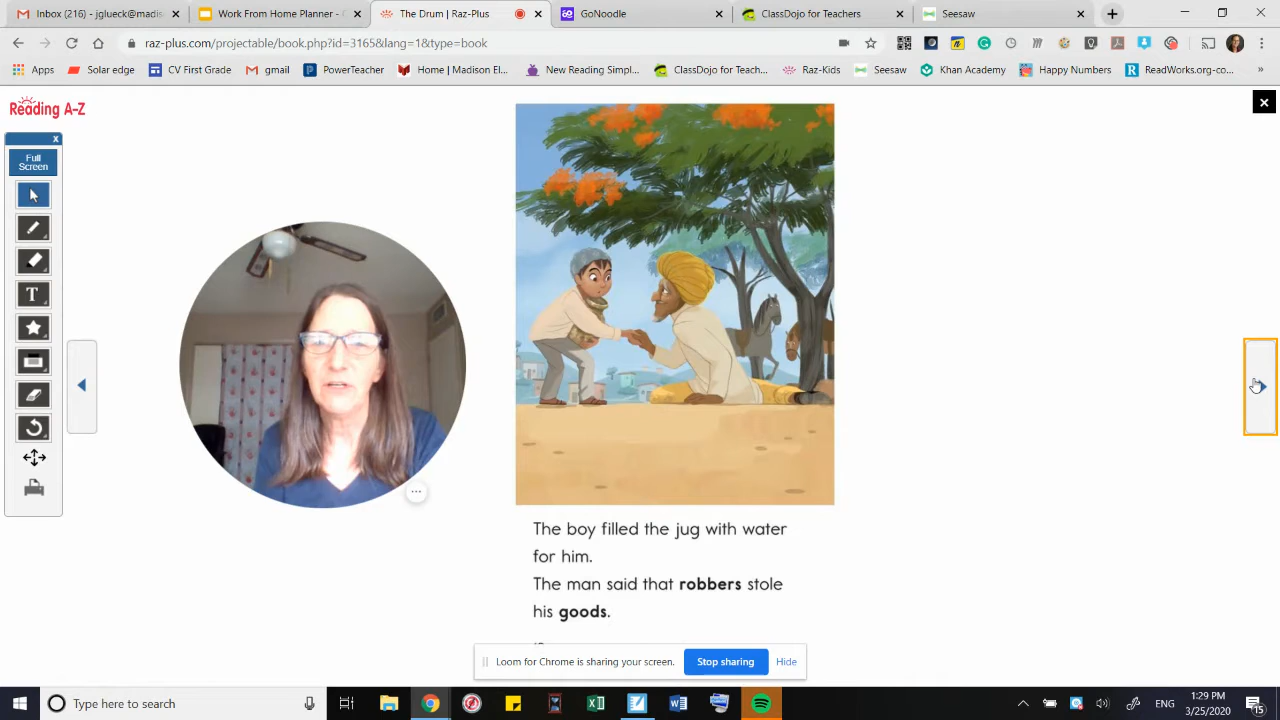 Inbox (210) - jglueck@madis
Work From Home Planner - G
The Drum | Raz-Plus
GoNoodle
ClassDojo for Teachers
Seesaw
raz-plus.com/projectable/book.php?id=3165&lang=1&type=book
Apps
Solar edge
CV First Grade
gmail
PowerTeacher
Home | Madison El...
New Reading Simpl...
ClassDojo for Teach...
Raz-Kids
Seesaw
Khan Academy
Happy Numbers
ReadWorks.org-co...
Reading A-Z
Full
Screen
T
The boy filled the jug with water
for him.
The man said that robbers stole
his goods.
Loom for Chrome is sharing your screen.
Stop sharing
Hide
Type here to search
ENG
1:29 PM
3/25/2020
15